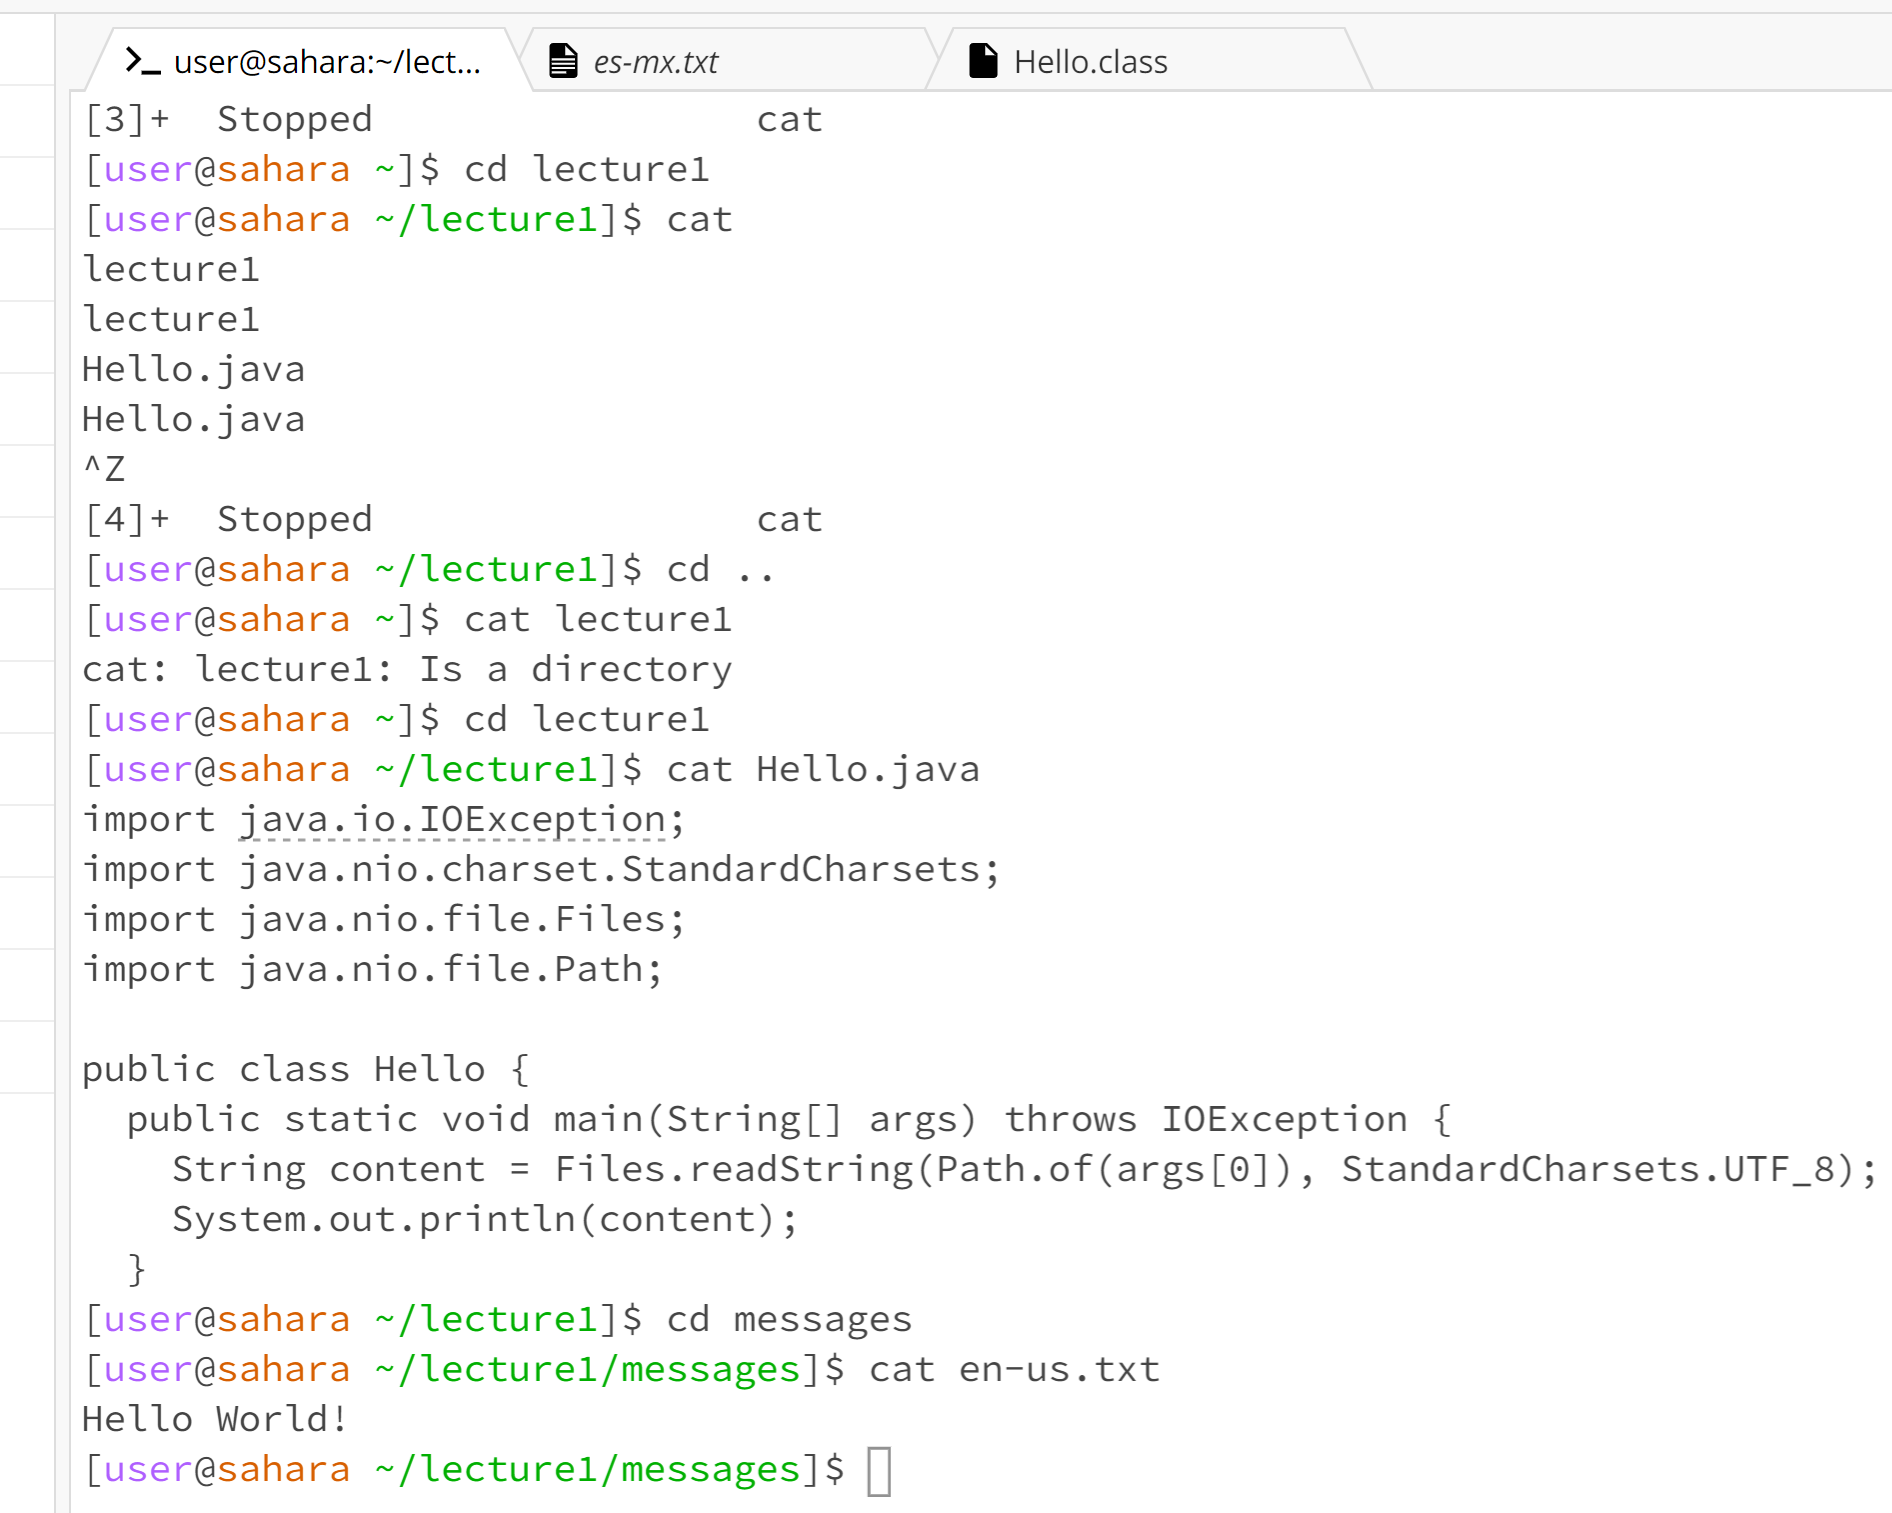 user@sahara:~/lect...  es-mx.txt  Hello.class
[3]+  Stopped                 cat
[user@sahara ~]$ cd lecture1
[user@sahara ~/lecture1]$ cat
lecture1
lecture1
Hello.java
Hello.java
^Z
[4]+  Stopped                 cat
[user@sahara ~/lecture1]$ cd ..
[user@sahara ~]$ cat lecture1
cat: lecture1: Is a directory
[user@sahara ~]$ cd lecture1
[user@sahara ~/lecture1]$ cat Hello.java
import java.io.IOException;
import java.nio.charset.StandardCharsets;
import java.nio.file.Files;
import java.nio.file.Path;

public class Hello {
  public static void main(String[] args) throws IOException {
    String content = Files.readString(Path.of(args[0]), StandardCharsets.UTF_8);
    System.out.println(content);
  }
[user@sahara ~/lecture1]$ cd messages
[user@sahara ~/lecture1/messages]$ cat en-us.txt
Hello World!
[user@sahara ~/lecture1/messages]$